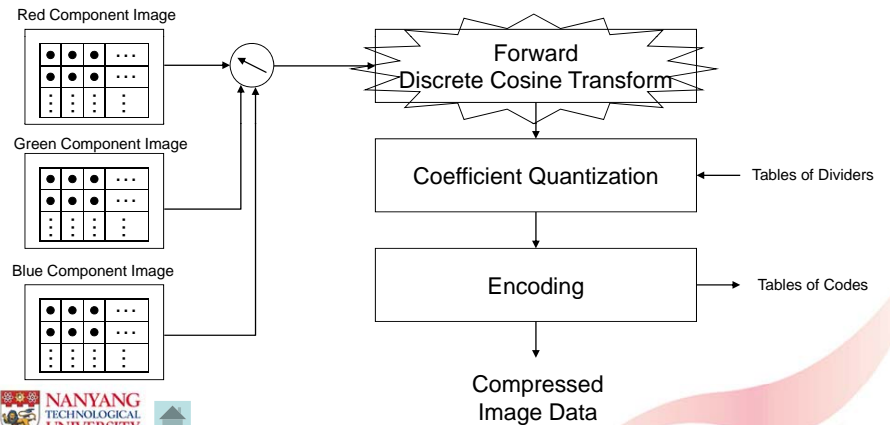 Red Component Image
Green Component Image
Blue Component Image
Forward
Discrete Cosine Transform
Coefficient Quantization
Tables of Dividers
Encoding
Tables of Codes
Compressed
Image Data
NANYANG
TECHNOLOGICAL
UNIVERSITY